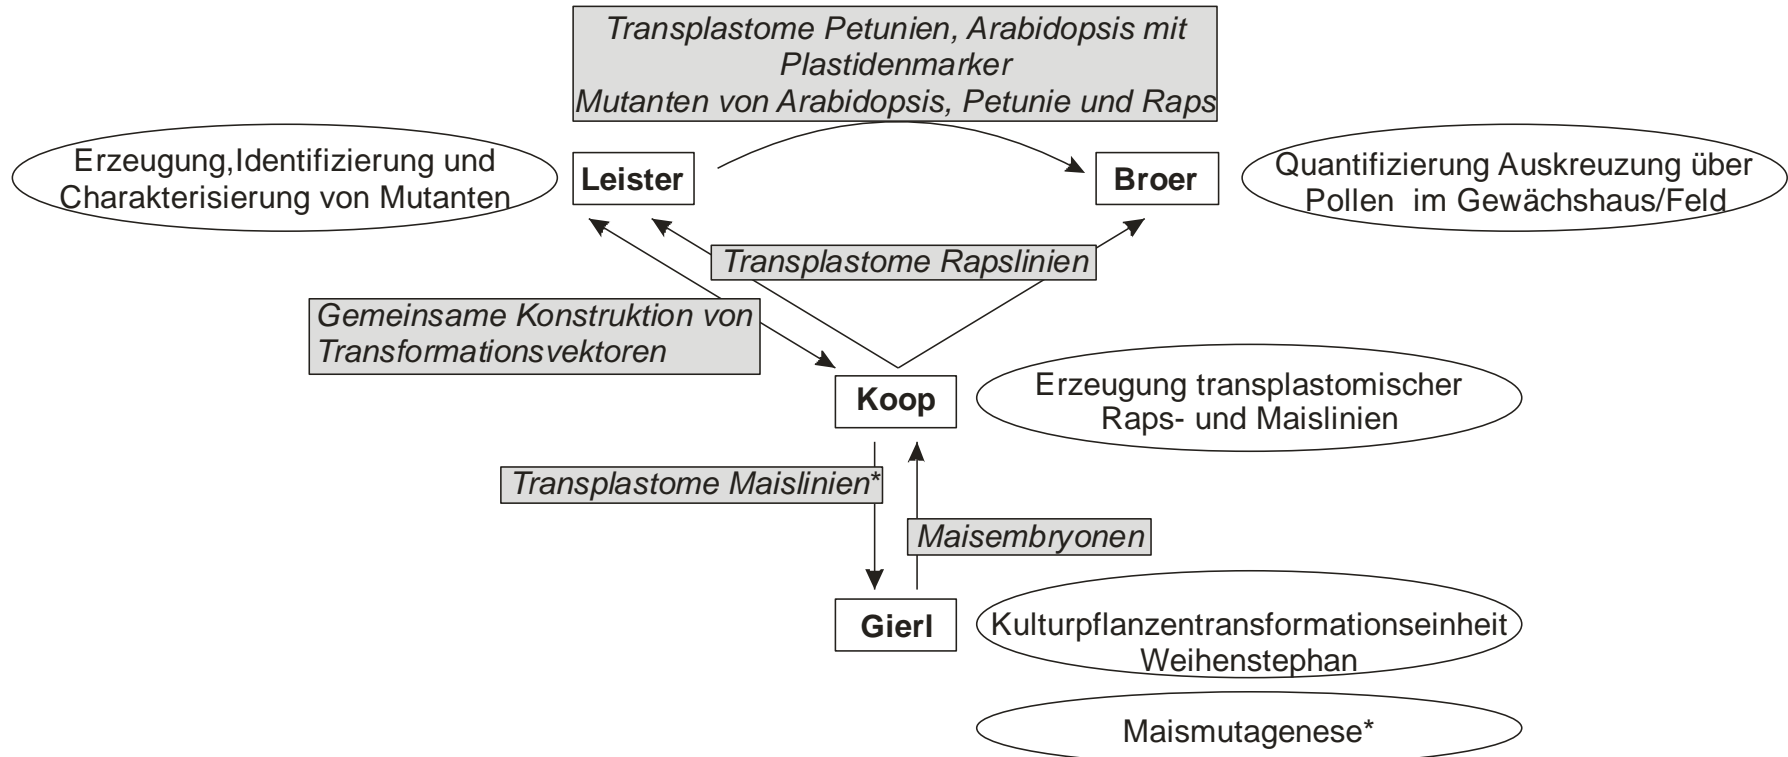 Transplastome Petunien, Arabidopsis mit
Plastidenmarker
Mutanten von Arabidopsis, Petunie und Raps
Erzeugung,Identifizierung und
Charakterisierung von Mutanten
Leister
Broer
Quantifizierung Auskreuzung über
Pollen im Gewächshaus/Feld
Transplastome Rapslinien
Gemeinsame Konstruktion von
Transformationsvektoren
Koop
Erzeugung transplastomischer
Raps- und Maislinien
Transplastome Maislinien*
Maisembryonen
Gierl
Kulturpflanzentransformationseinheit
Weihenstephan
Maismutagenese*